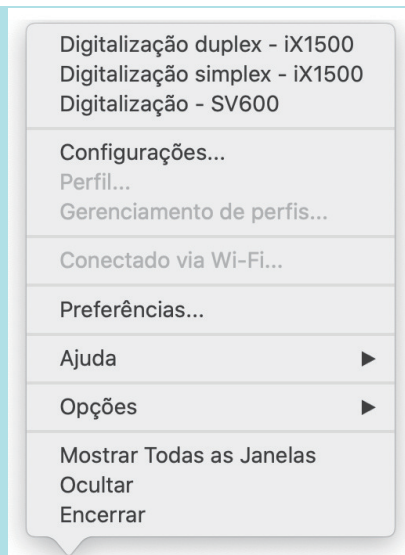 Digitalização duplex - iX1500
Digitalização simplex - iX1500
Digitalização - SV600
Configurações...
Perfil...
Gerenciamento de perfis...
Conectado via Wi-Fi...
Preferências...
Ajuda
Opções
Mostrar Todas as Janelas
Ocultar
Encerrar